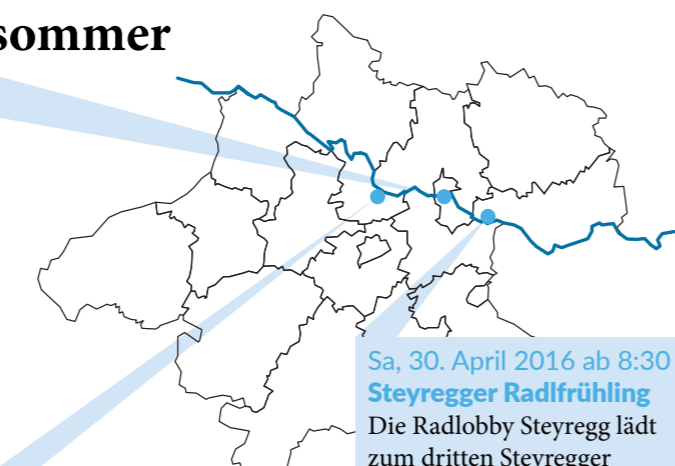 sommer
Sa, 30. April 2016 ab 8:30
Steyregger Radlfrühling
Die Radlobby Steyregg lädt
zum dritten Steyregger